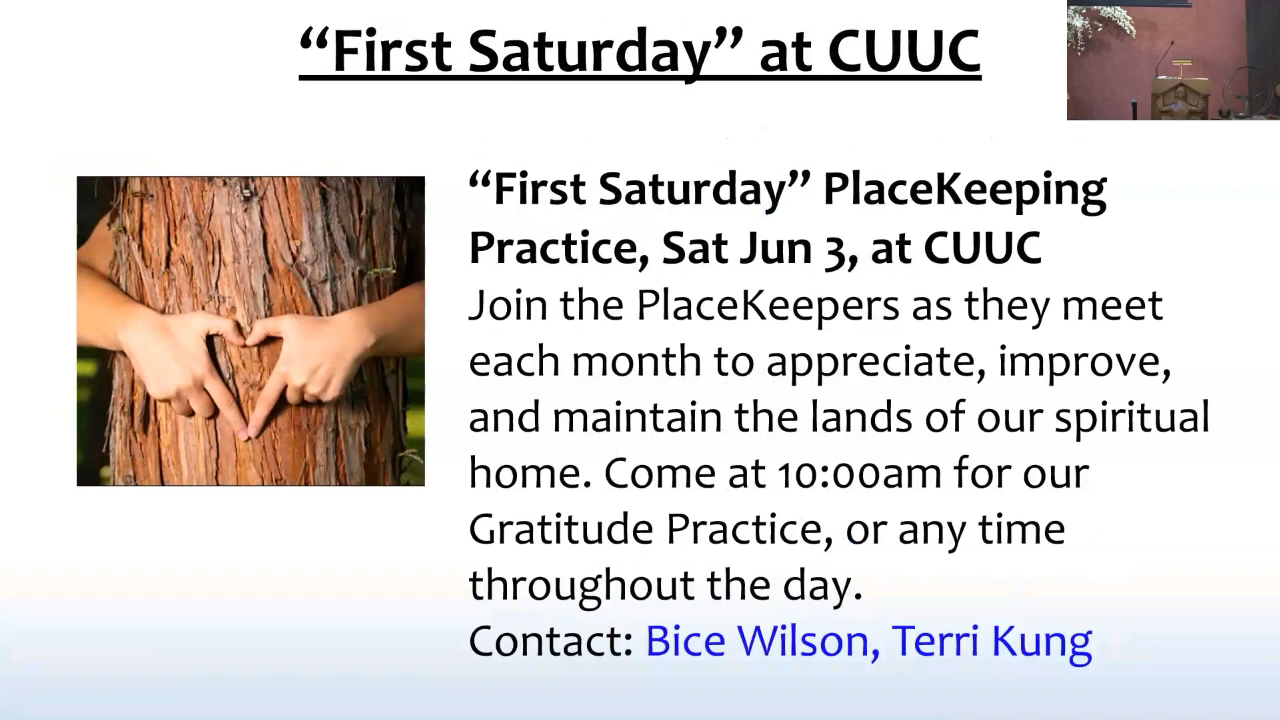 “First Saturday” at CUUC
“First Saturday” PlaceKeeping
Practice, Sat Jun 3, at CUUC
Join the PlaceKeepers as they meet
each month to appreciate, improve,
and maintain the lands of our spiritual
home. Come at 10:00am for our
Gratitude Practice, or any time
throughout the day.
Contact: Bice Wilson, Terri Kung